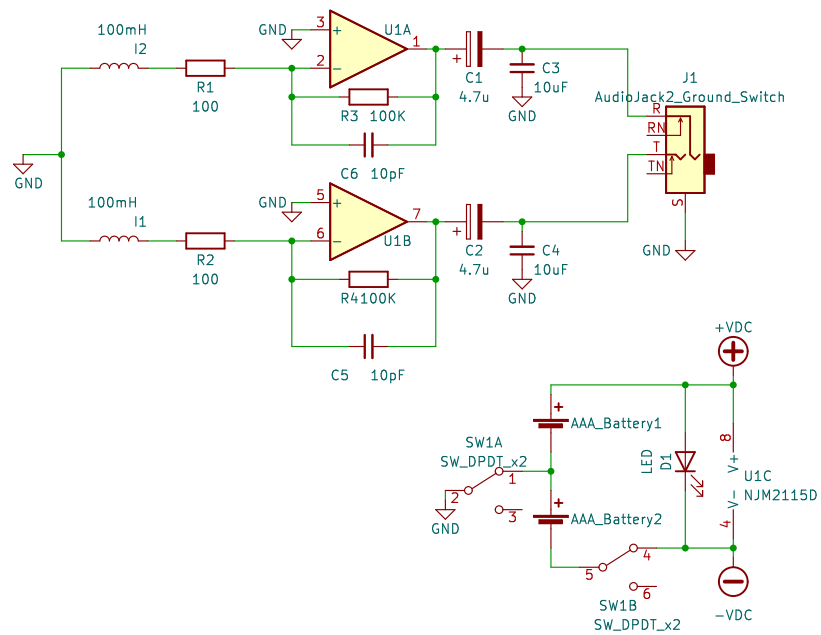 100mH
I2
R1
100
GND
3
+
2
−
U1A
1
R3 100K
C6 10pF
+
C1
4.7u
C3
10uF
GND
J1
AudioJack2_Ground_Switch
R
RN
T
TN
S
GND
GND
100mH
I1
R2
100
GND
5
+
6
−
U1B
7
R4100K
C5 10pF
+
C2
4.7u
C4
10uF
GND
+VDC
+
AAA_Battery1
SW1A
SW_DPDT_x2
1
2
3
GND
+
AAA_Battery2
LED
D1
8
V+
U1C
NJM2115D
V-
4
4
5
6
SW1B
SW_DPDT_x2
-VDC